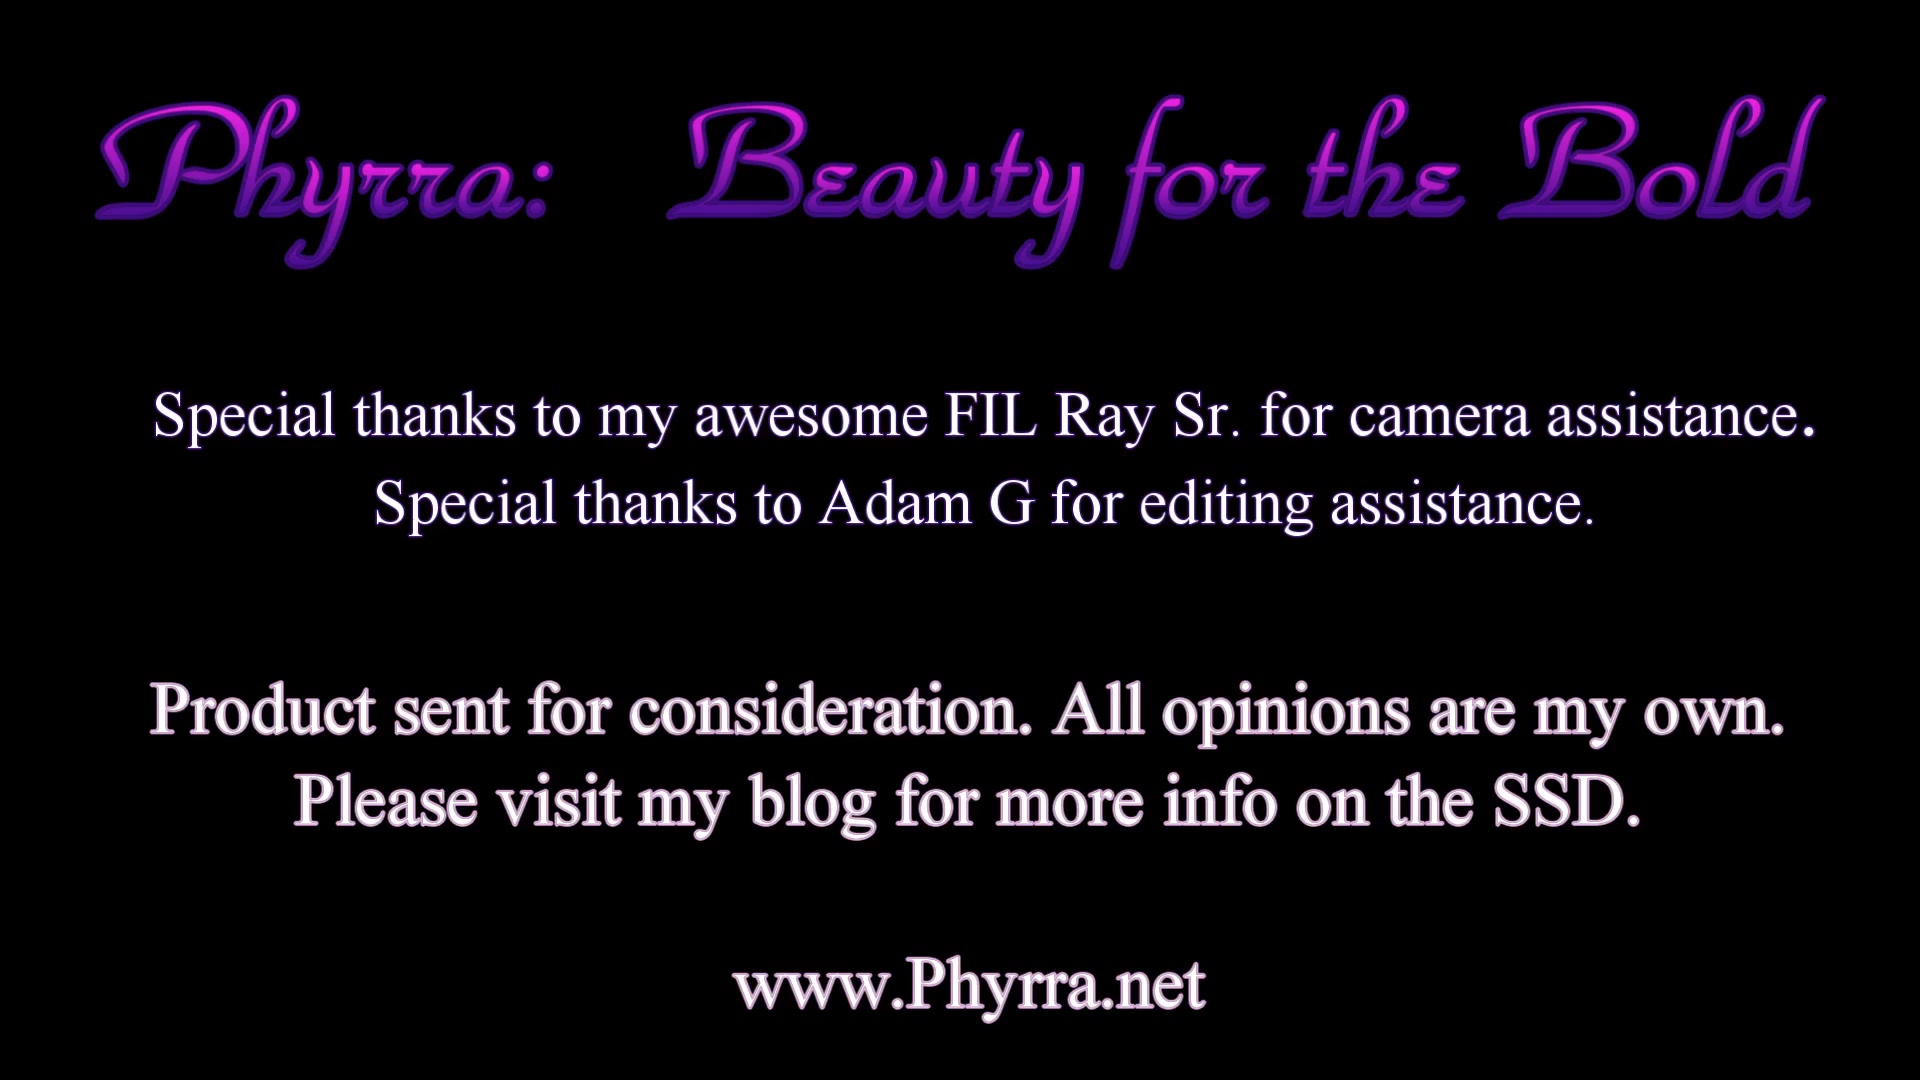 Phyrra: Beauty for the Bold
Special thanks to my awesome FIL Ray Sr. for camera assistance.
Special thanks to Adam G for editing assistance.
Product sent for consideration. All opinions are my own.
Please visit my blog for more info on the SSD.
www.Phyrra.net